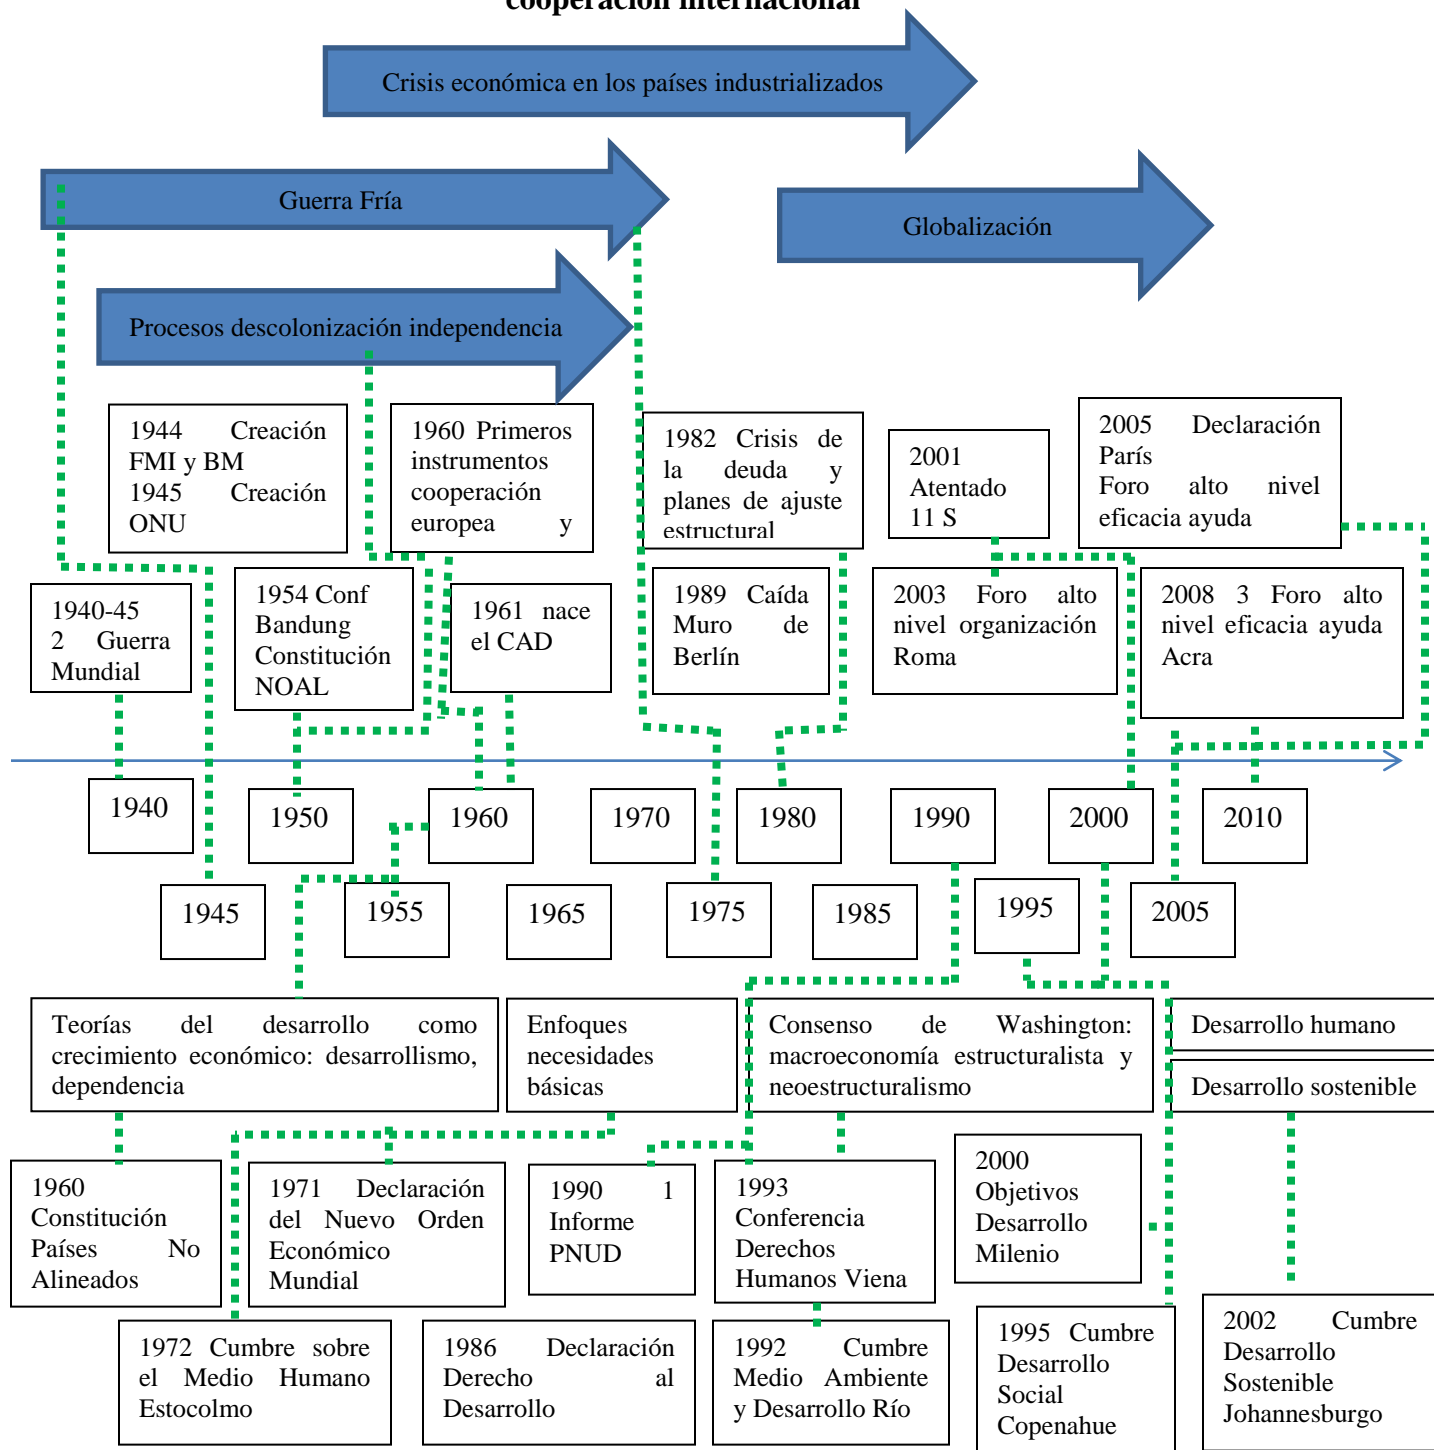 cooperación internacional
Crisis económica en los países industrializados
Guerra Fría
Globalización
Procesos descolonización independencia
1944 Creación
FMI y BM
1945 Creación
ONU
1960 Primeros
instrumentos
cooperación
europea y
1982 Crisis de
la deuda y
planes de ajuste
estructural
2001
Atentado
11 S
2005 Declaración
París
Foro alto nivel
eficacia ayuda
1940-45
2 Guerra
Mundial
1954 Conf
Bandung
Constitución
NOAL
1961 nace
el CAD
1989 Caída
Muro de
Berlín
2003 Foro alto
nivel organización
Roma
2008 3 Foro alto
nivel eficacia ayuda
Acra
1940
1950
1960
1970
1980
1990
2000
2010
1945
1955
1965
1975
1985
1995
2005
Teorías del desarrollo como
crecimiento económico: desarrollismo,
dependencia
Enfoques
necesidades
básicas
Consenso de Washington:
macroeconomía estructuralista y
neoestructuralismo
Desarrollo humano
Desarrollo sostenible
1960
Constitución
Países No
Alineados
1971 Declaración
del Nuevo Orden
Económico
Mundial
1990 1
Informe
PNUD
1993
Conferencia
Derechos
Humanos Viena
2000
Objetivos
Desarrollo
Milenio
1972 Cumbre sobre
el Medio Humano
Estocolmo
1986 Declaración
Derecho al
Desarrollo
1992 Cumbre
Medio Ambiente
y Desarrollo Río
1995 Cumbre
Desarrollo
Social
Copenahue
2002 Cumbre
Desarrollo
Sostenible
Johannesburgo